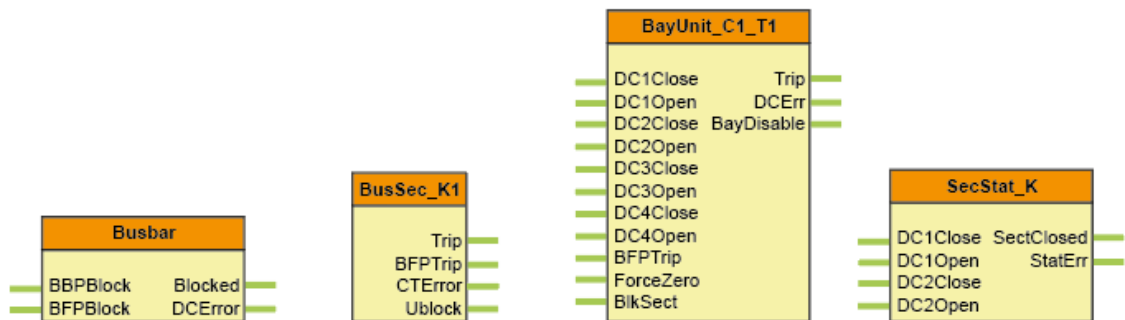 Busbar
BBPBlock Blocked
BFPBlock DCError
BusSec_K1
Trip
BFPTrip
CTError
Ublock
BayUnit_C1_T1
DC1Close Trip
DC1Open DCErr
DC2Close BayDisable
DC2Open
DC3Close
DC3Open
DC4Close
DC4Open
BFPTrip
ForceZero
BlkSect
SecStat_K
DC1Close SectClosed
DC1Open StatErr
DC2Close
DC2Open